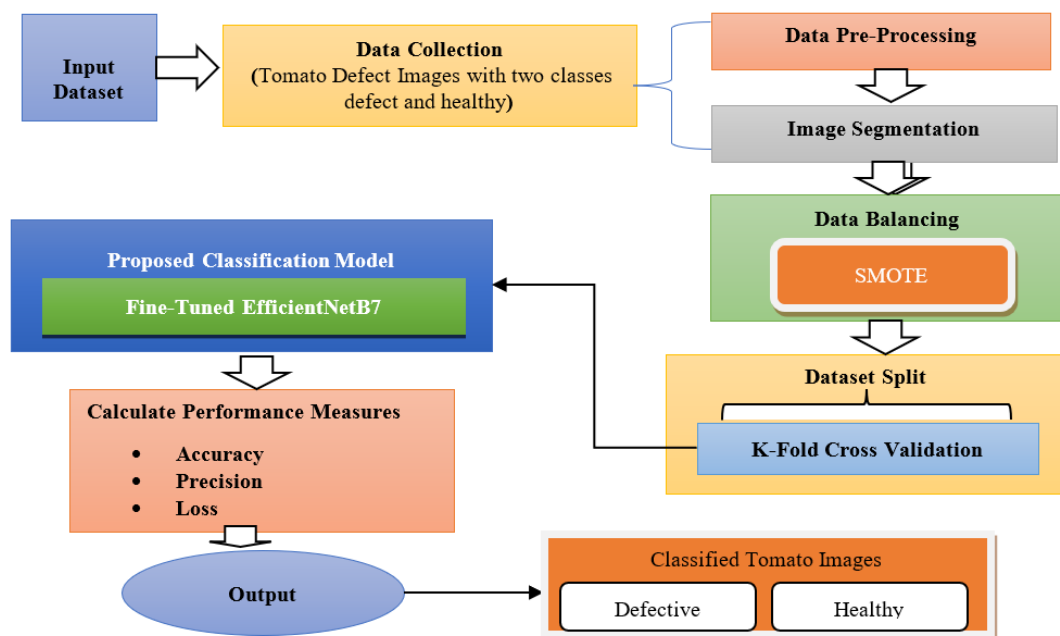 Input
Dataset
Data Collection
(Tomato Defect Images with two classes
defect and healthy)
Data Pre-Processing
Image Segmentation
Data Balancing
SMOTE
Dataset Split
K-Fold Cross Validation
Proposed Classification Model
Fine-Tuned EfficientNetB7
Calculate Performance Measures
• Accuracy
• Precision
• Loss
Output
Classified Tomato Images
Defective
Healthy